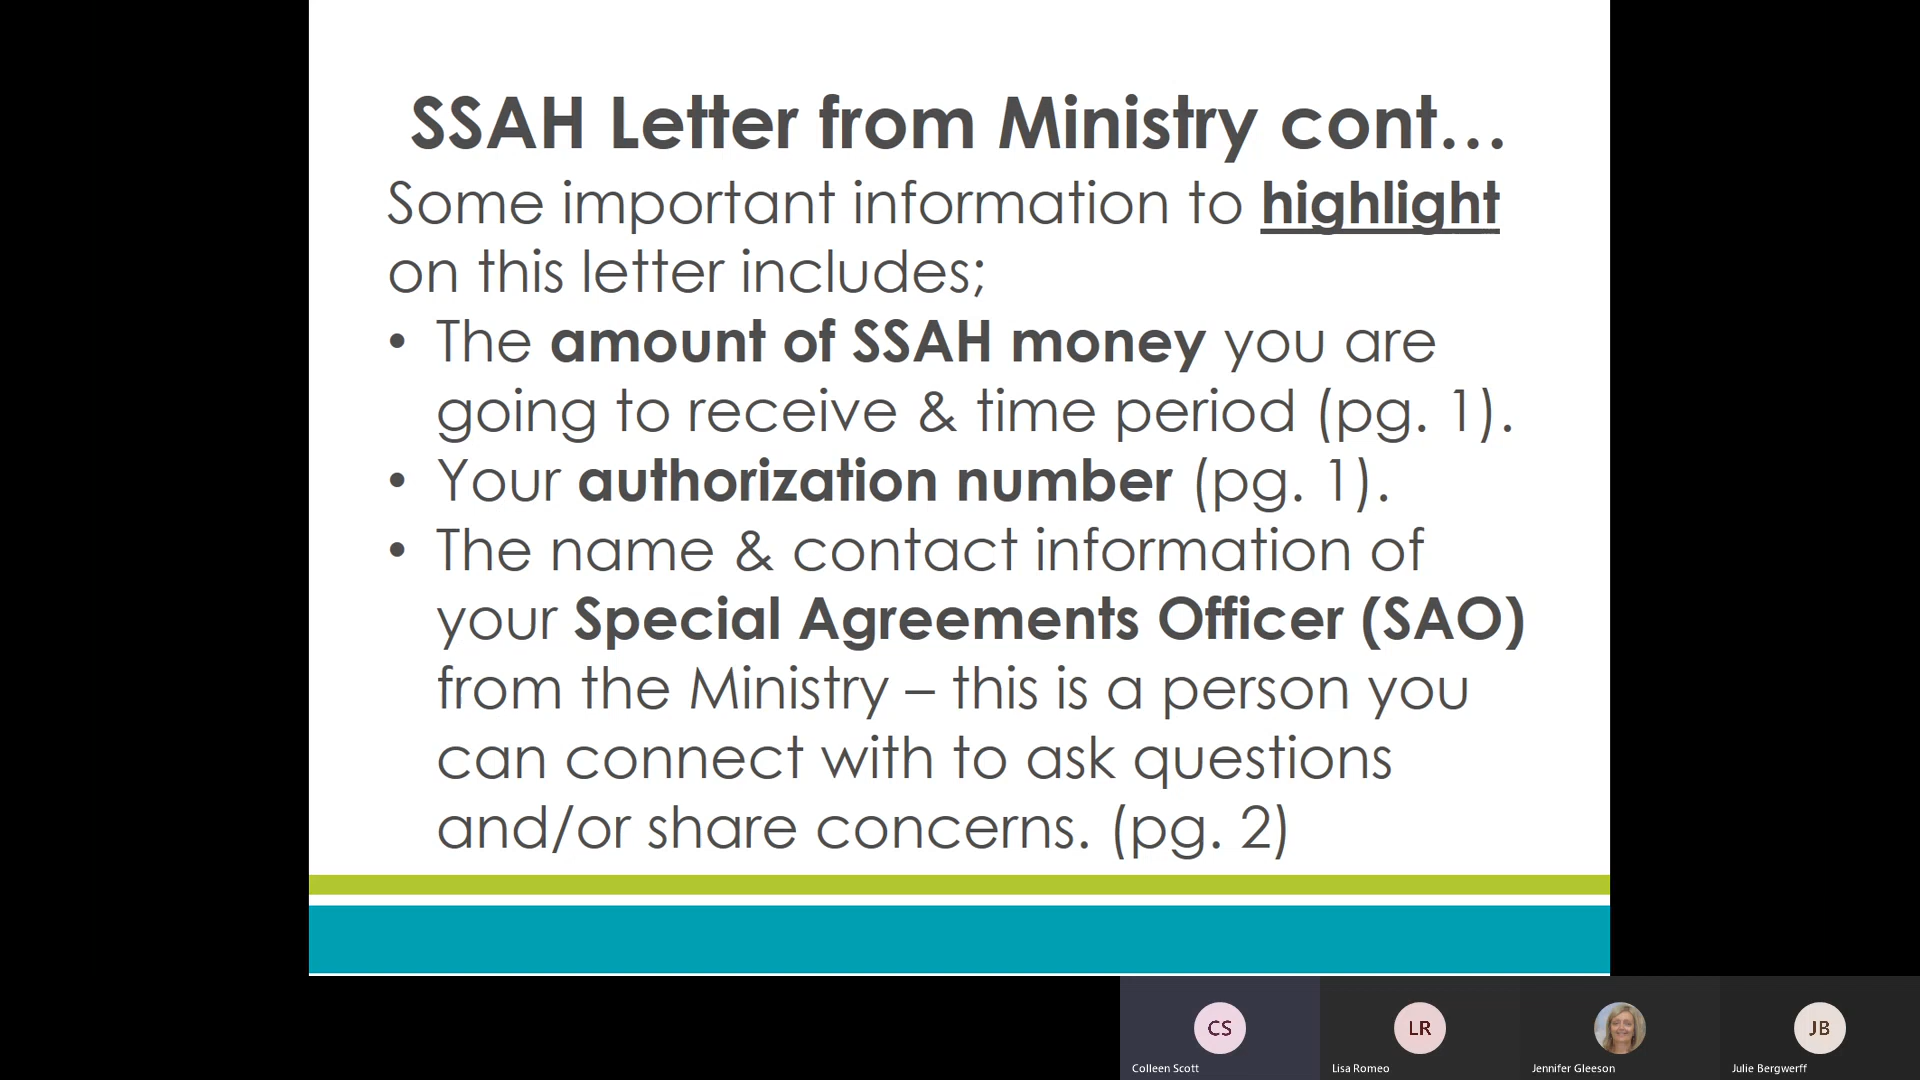 SSAH Letter from Ministry cont…
Some important information to highlight
on this letter includes;
• The amount of SSAH money you are
going to receive & time period (pg. 1).
• Your authorization number (pg. 1).
• The name & contact information of
your Special Agreements Officer (SAO)
from the Ministry – this is a person you
can connect with to ask questions
and/or share concerns. (pg. 2)
CS
LR
JB
Colleen Scott
Lisa Romeo
Jennifer Gleeson
Julie Bergwerff